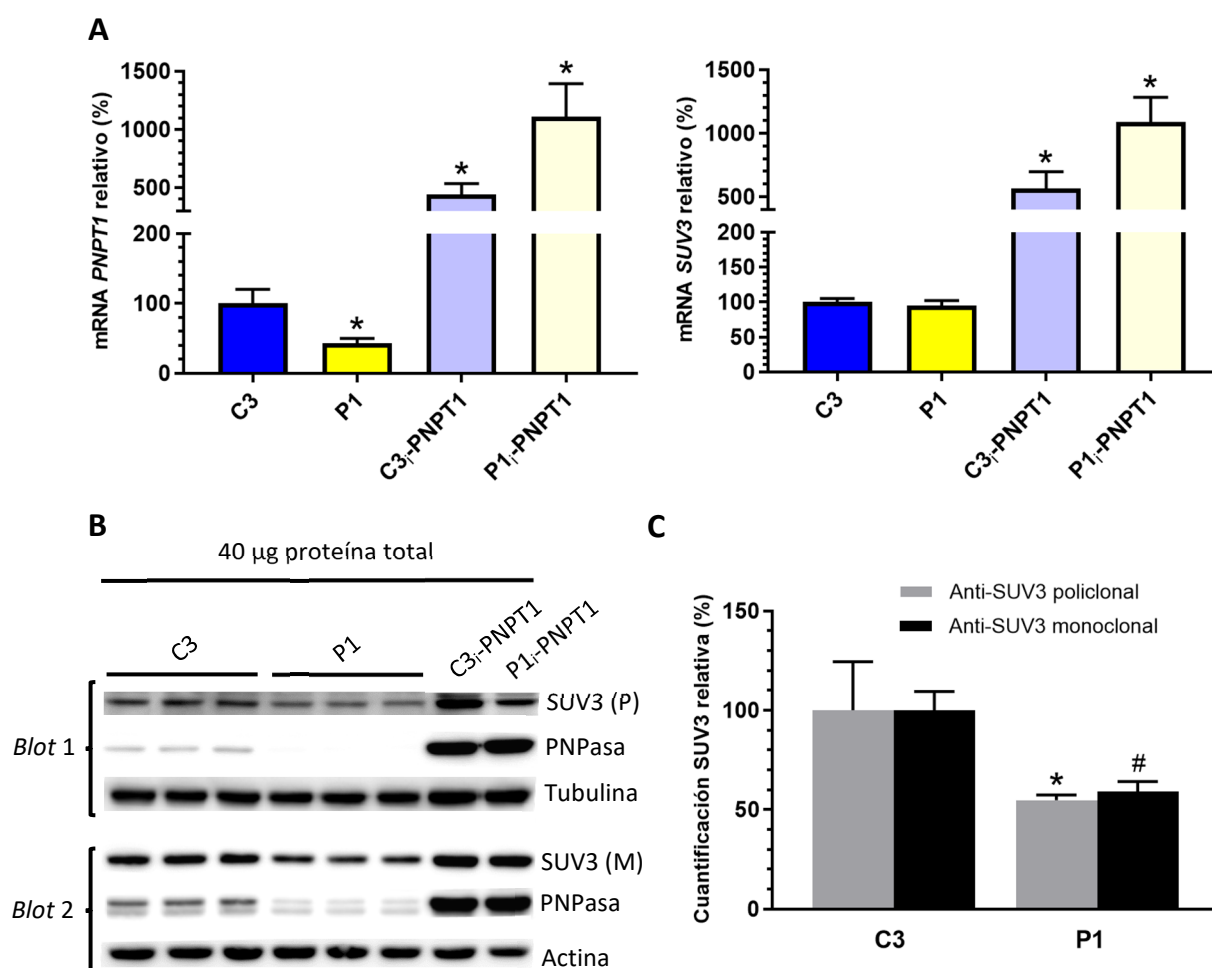 A
mRNA PNPT1 relativo (%)
1500
1000
500
200
100
0
*
*
*
C3
P1
C3i-PNPT1
P1i-PNPT1
mRNA SUV3 relativo (%)
1500
1000
500
200
150
100
50
0
*
*
C3
P1
C3i-PNPT1
P1i-PNPT1
B
40 µg proteína total
C3
P1
C3i-PNPT1
P1i-PNPT1
Blot 1
SUV3 (P)
PNPasa
Tubulina
Blot 2
SUV3 (M)
PNPasa
Actina
C
Anti-SUV3 policlonal
Anti-SUV3 monoclonal
Cuantificación SUV3 relativa (%)
150
100
50
0
*
#
C3
P1